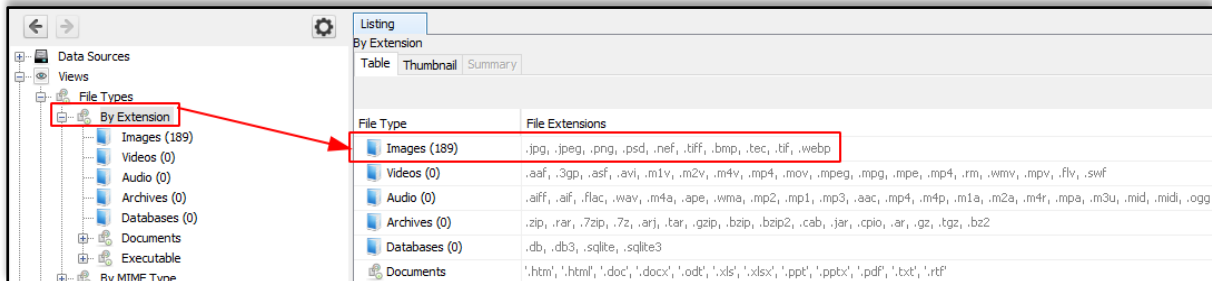 Data Sources
Views
File Types
By Extension
Images (189)
Videos (0)
Audio (0)
Archives (0)
Databases (0)
Documents
Executable
By MIME Type
Listing
By Extension
Table Thumbnail Summary
File Type File Extensions
Images (189) .jpg, .jpeg, .png, .psd, .nef, .tiff, .bmp, .tec, .tif, .webp
Videos (0) .aaf, .3gp, .asf, .avi, .m1v, .m2v, .m4v, .mp4, .mov, .mpeg, .mpg, .mpe, .mp4, .rm, .wmv, .mpv, .flv, .swf
Audio (0) .aiff, .aif, .flac, .wav, .m4a, .ape, .wma, .mp2, .mp1, .mp3, .aac, .mp4, .m4p, .m1a, .m2a, .m4r, .mpa, .m3u, .mid, .midi, .ogg
Archives (0) .zip, .rar, .7zip, .7z, .arj, .tar, .gzip, .bzip, .bzip2, .cab, .jar, .cpio, .ar, .gz, .tgz, .bz2
Databases (0) .db, .db3, .sqlite, .sqlite3
Documents '.htm', '.html', '.doc', '.docx', '.odt', '.xls', '.xlsx', '.ppt', '.pptx', '.pdf', '.txt', '.rtf'